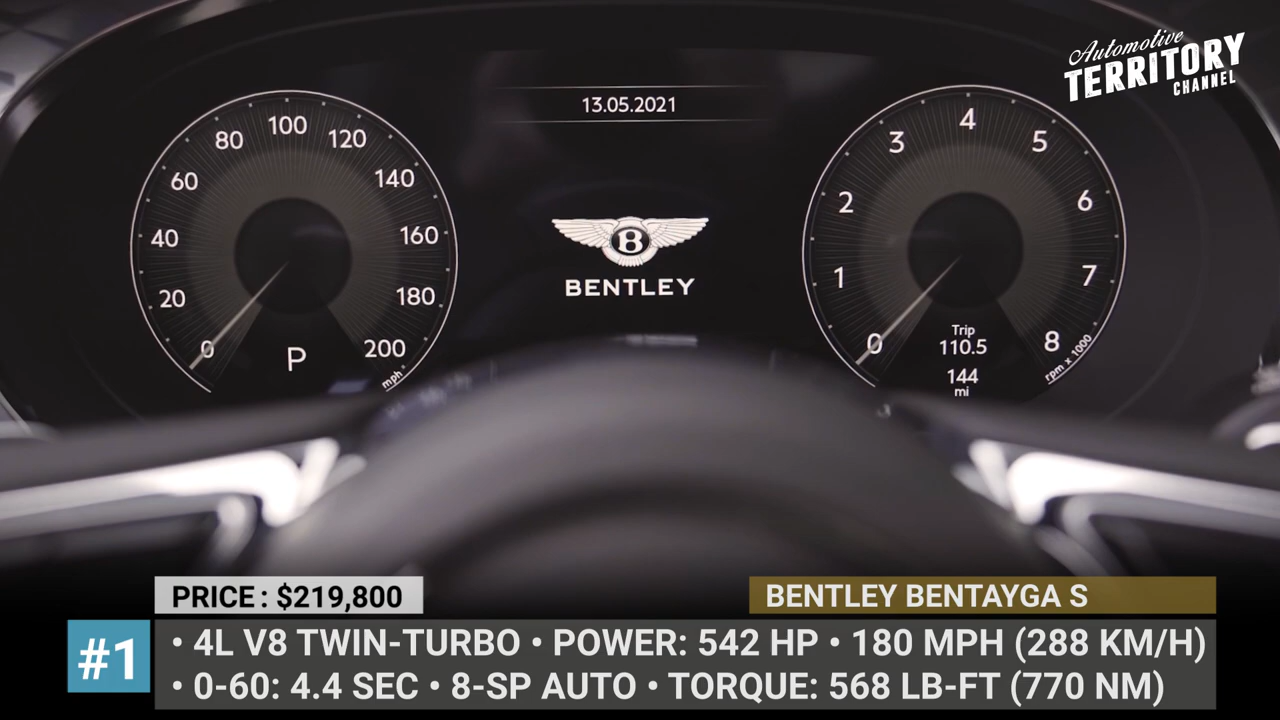 Automotive
TERRITORY
CHANNEL
13.05.2021
B
BENTLEY
0
20
40
60
80
100
120
140
160
180
200
mph
P
0
1
2
3
4
5
6
7
8
rpm x 1000
Trip
110.5
144
mi
PRICE: $219,800
BENTLEY BENTAYGA S
#1
• 4L V8 TWIN-TURBO • POWER: 542 HP • 180 MPH (288 KM/H)
• 0-60: 4.4 SEC • 8-SP AUTO • TORQUE: 568 LB-FT (770 NM)